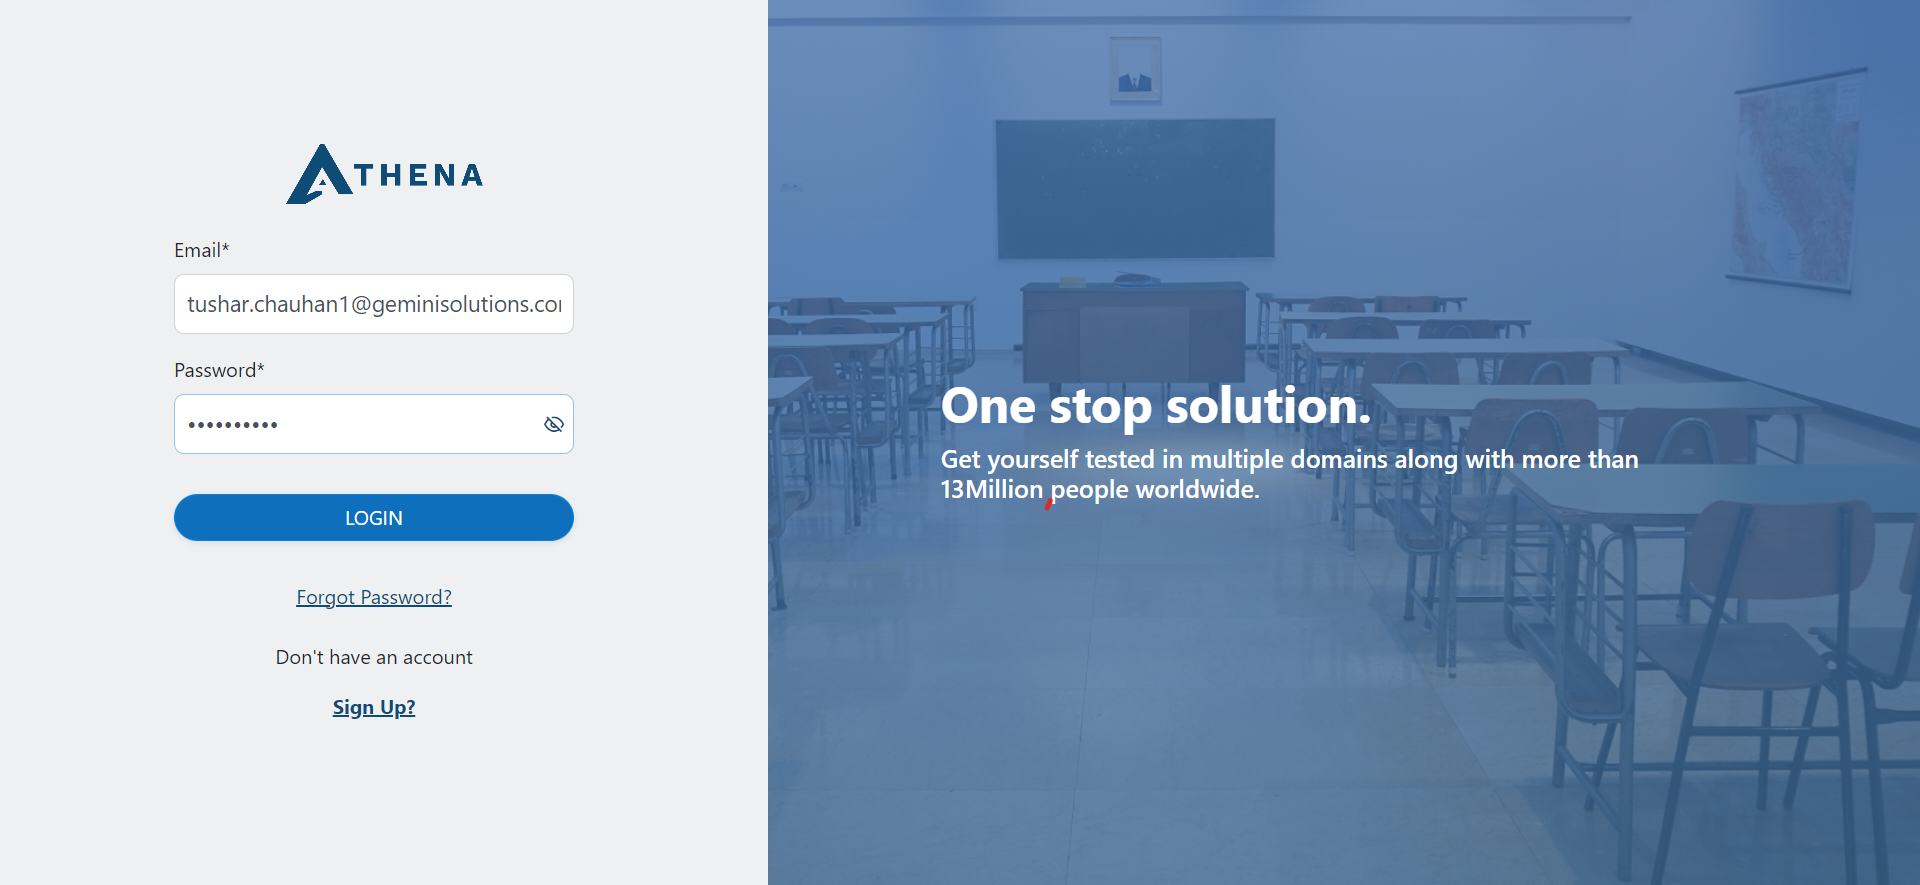 ATHENA
Email*
tushar.chauhan1@geminisolutions.co
Password*
••••••••••
LOGIN
Forgot Password?
Don't have an account
Sign Up?
One stop solution.
Get yourself tested in multiple domains along with more than
13Million people worldwide.